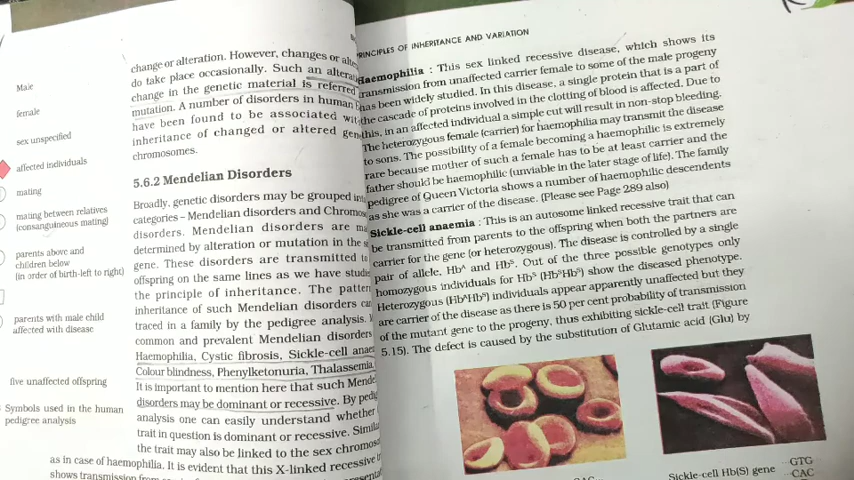 Male
female
sex unspecified
affected individuals
mating
mating between relatives
(consanguineous mating)
parents above and
children below
(in order of birth-left to right)
parents with male child
affected with disease
five unaffected offspring
Symbols used in the human
pedigree analysis
change or alteration. However, changes or
do take place occasionally. Such an
change in the genetic material is referred
mutation. A number of disorders in human
have been found to be associated
inheritance of changed or altered
chromosomes.
5.6.2 Mendelian Disorders
Broadly, genetic disorders may be grouped
categories – Mendelian disorders and
disorders. Mendelian disorders are
determined by alteration or mutation in the
gene. These disorders are transmitted to
offspring on the same lines as we have
the principle of inheritance. The
inheritance of such Mendelian disorders
traced in a family by the pedigree analysis.
common and prevalent Mendelian disorders
Haemophilia, Cystic fibrosis, Sickle-cell
Colour blindness, Phenylketonuria, Thalassemia,
It is important to mention here that such
disorders may be dominant or recessive. By
analysis one can easily understand whether
trait in question is dominant or recessive.
the trait may also be linked to the sex
as in case of haemophilia. It is evident that this X-linked recessive
shows transmission
PRINCIPLES OF INHERITANCE AND VARIATION
Haemophilia : This sex linked recessive disease, which shows its
transmission from unaffected carrier female to some of the male progeny
has been widely studied. In this disease, a single protein that is a part of
the cascade of proteins involved in the clotting of blood is affected. Due to
this, in an affected individual a simple cut will result in non-stop bleeding.
The heterozygous female (carrier) for haemophilia may transmit the disease
to sons. The possibility of a female becoming a haemophilic is extremely
rare because mother of such a female has to be at least carrier and the
father should be haemophilic (unviable in the later stage of life). The family
pedigree of Queen Victoria shows a number of haemophilic descendents
as she was a carrier of the disease. (Please see Page 289 also)
Sickle-cell anaemia : This is an autosome linked recessive trait that can
be transmitted from parents to the offspring when both the partners are
carrier for the gene (or heterozygous). The disease is controlled by a single
pair of allele, Hbᴬ and Hbˢ. Out of the three possible genotypes only
homozygous individuals for Hbˢ (HbˢHbˢ) show the diseased phenotype.
Heterozygous (HbᴬHbˢ) individuals appear apparently unaffected but they
are carrier of the disease as there is 50 per cent probability of transmission
of the mutant gene to the progeny, thus exhibiting sickle-cell trait (Figure
5.15). The defect is caused by the substitution of Glutamic acid (Glu) by
Sickle-cell Hb(S) gene
GTG
CAC